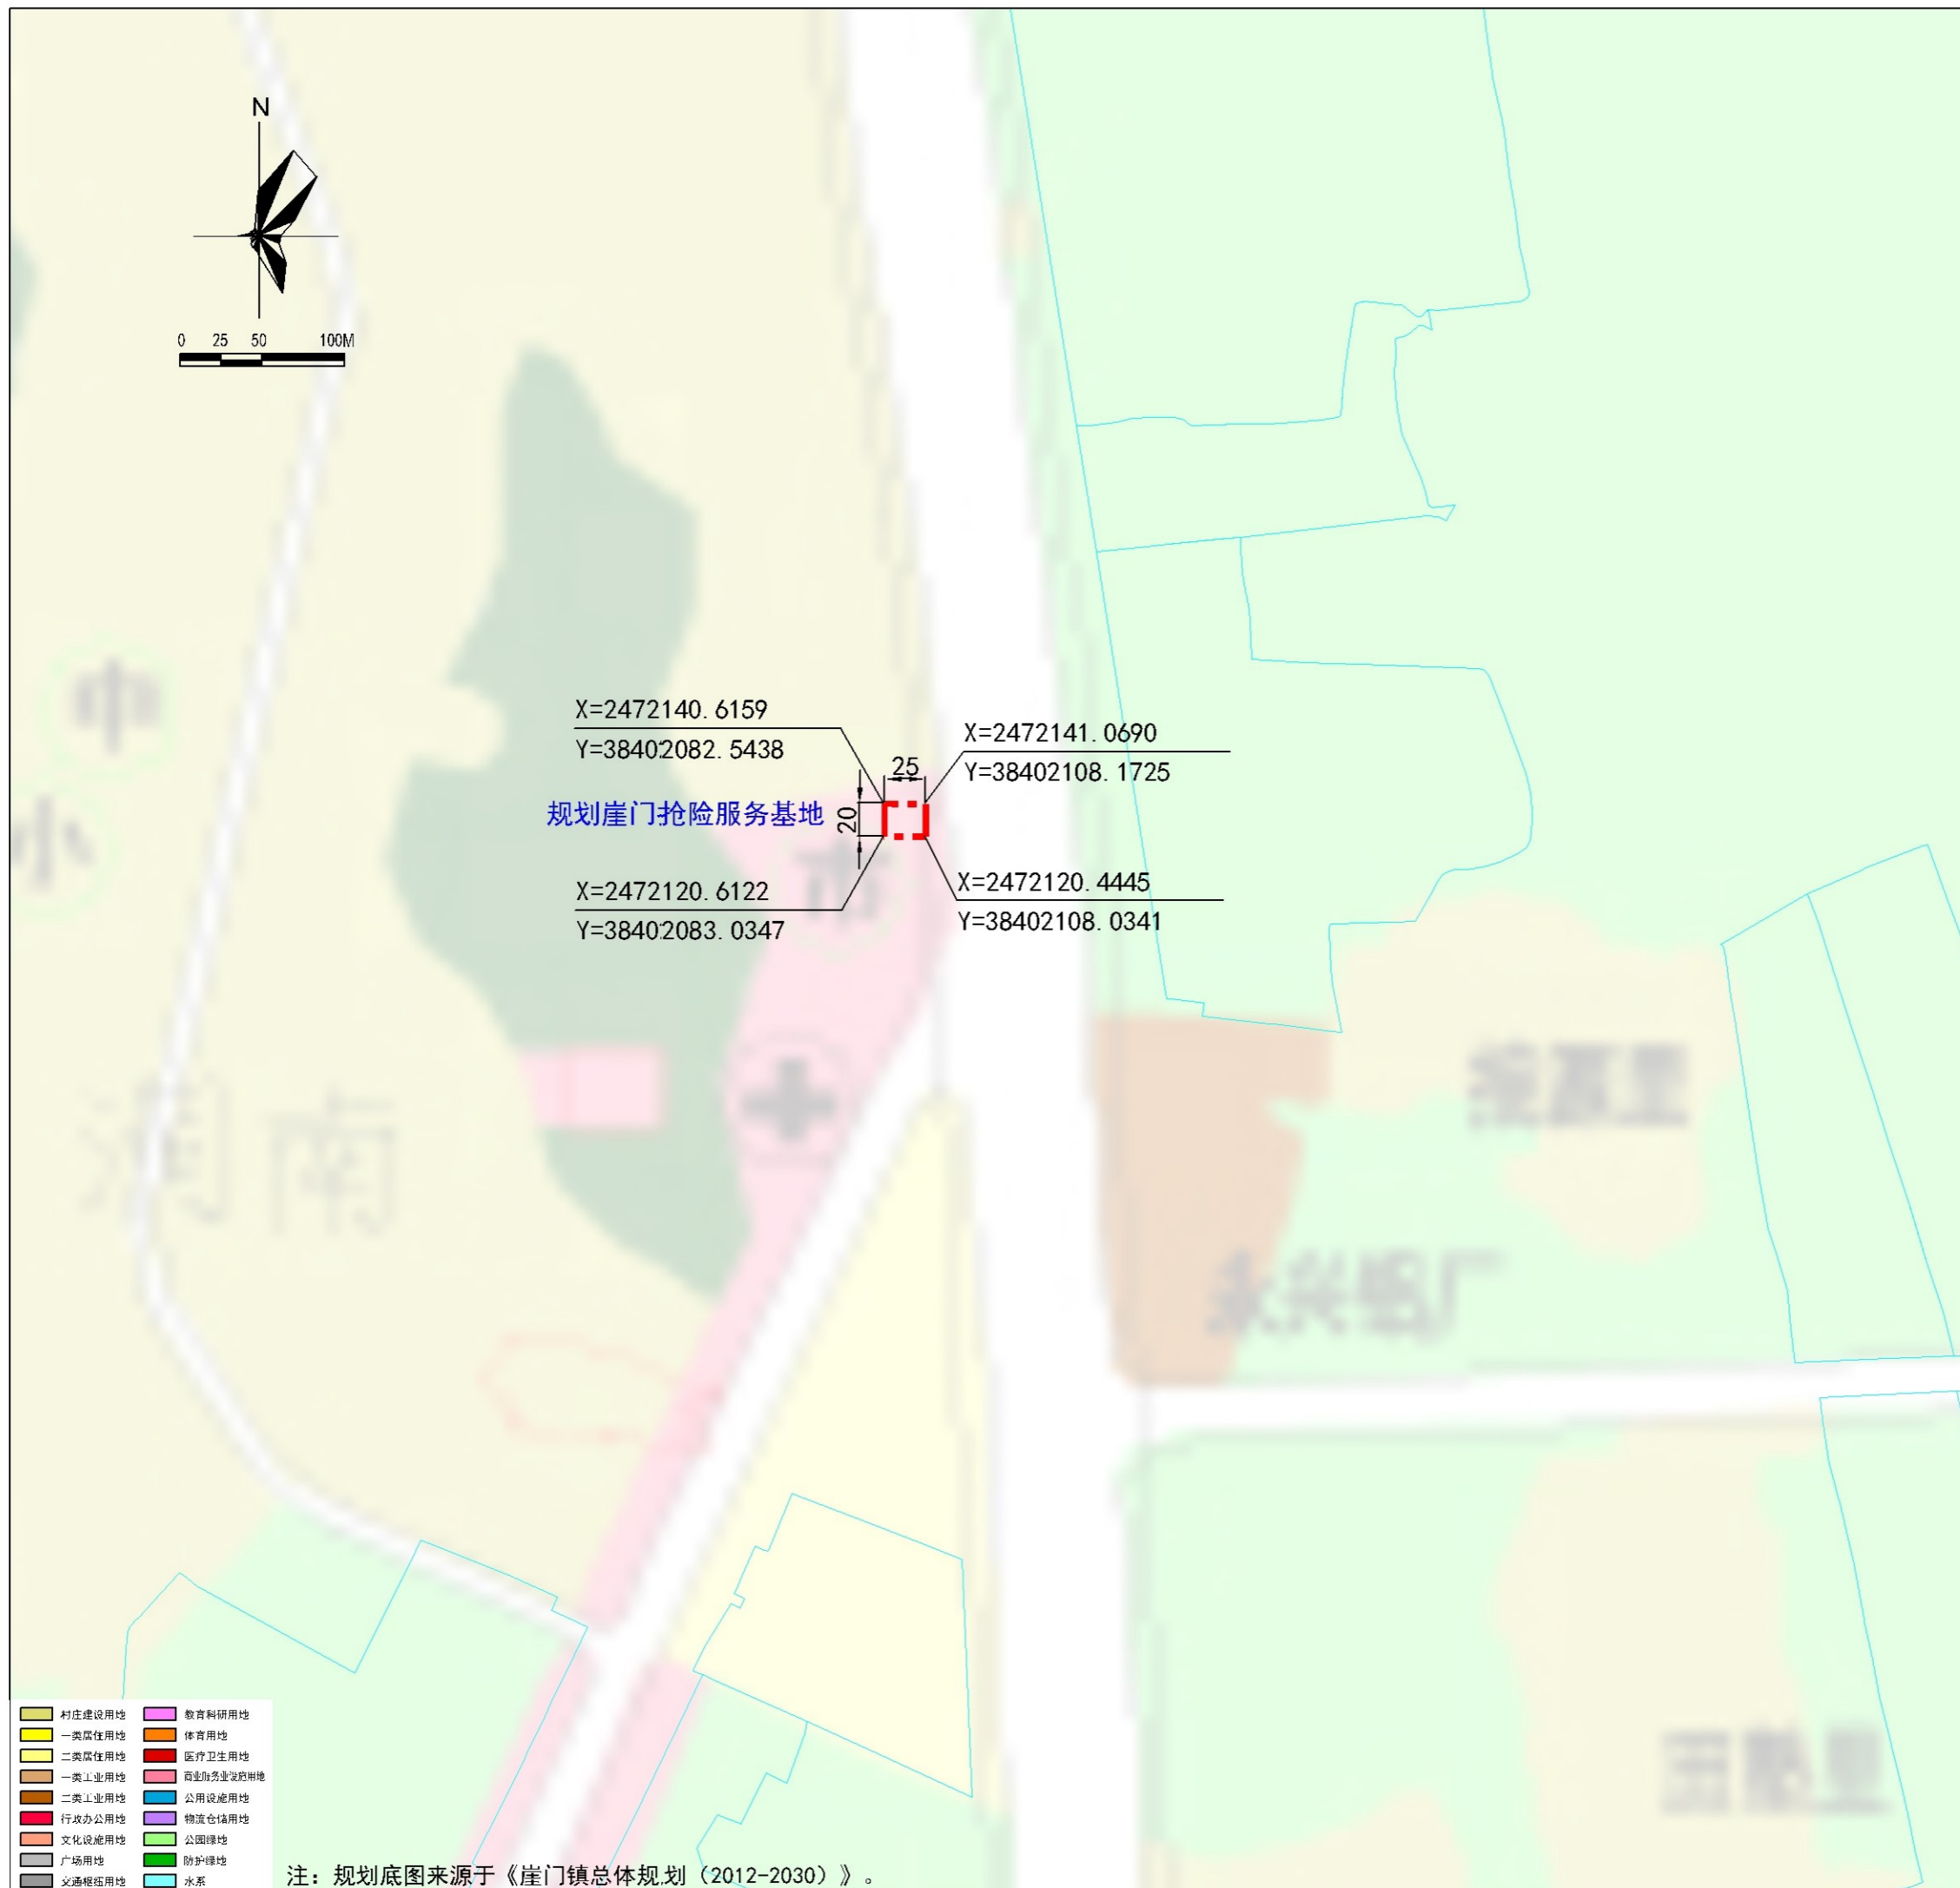 N
0 25 50 100M
X=2472140.6159
Y=38402082.5438
X=2472141.0690
Y=38402108.1725
25
20
规划崖门抢险服务基地
X=2472120.6122
Y=38402083.0347
X=2472120.4445
Y=38402108.0341
中
小
市
南
永兴铝厂
村庄建设用地 教育科研用地
一类居住用地 体育用地
二类居住用地 医疗卫生用地
一类工业用地 商业服务业设施用地
二类工业用地 公用设施用地
行政办公用地 物流仓储用地
文化设施用地 公园绿地
广场用地 防护绿地
交通枢纽用地 水系
注：规划底图来源于《崖门镇总体规划（2012-2030）》。